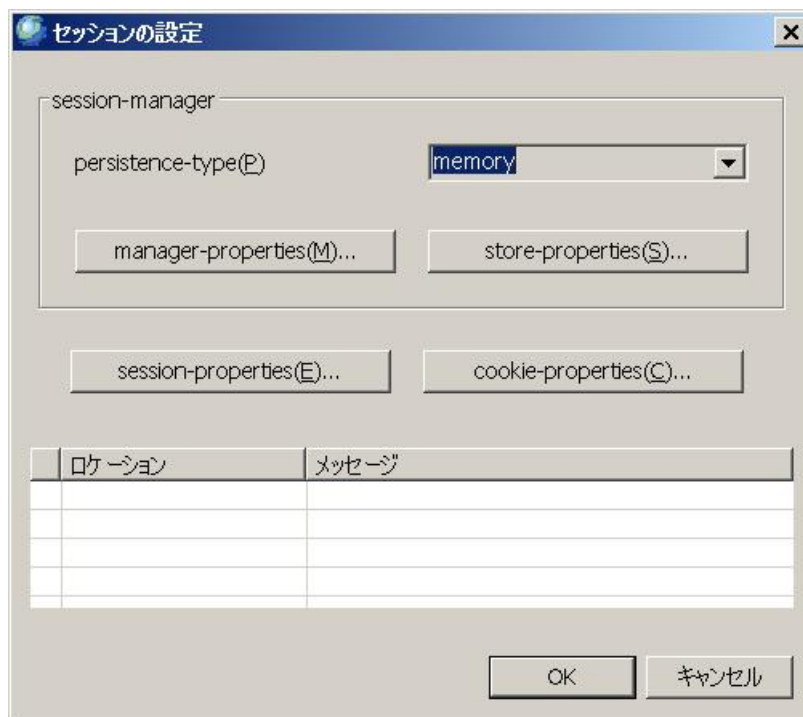 セッションの設定
session-manager
persistence-type(P) memory
manager-properties(M)... store-properties(S)...
session-properties(E)... cookie-properties(C)...
ロケーション メッセージ
OK キャンセル